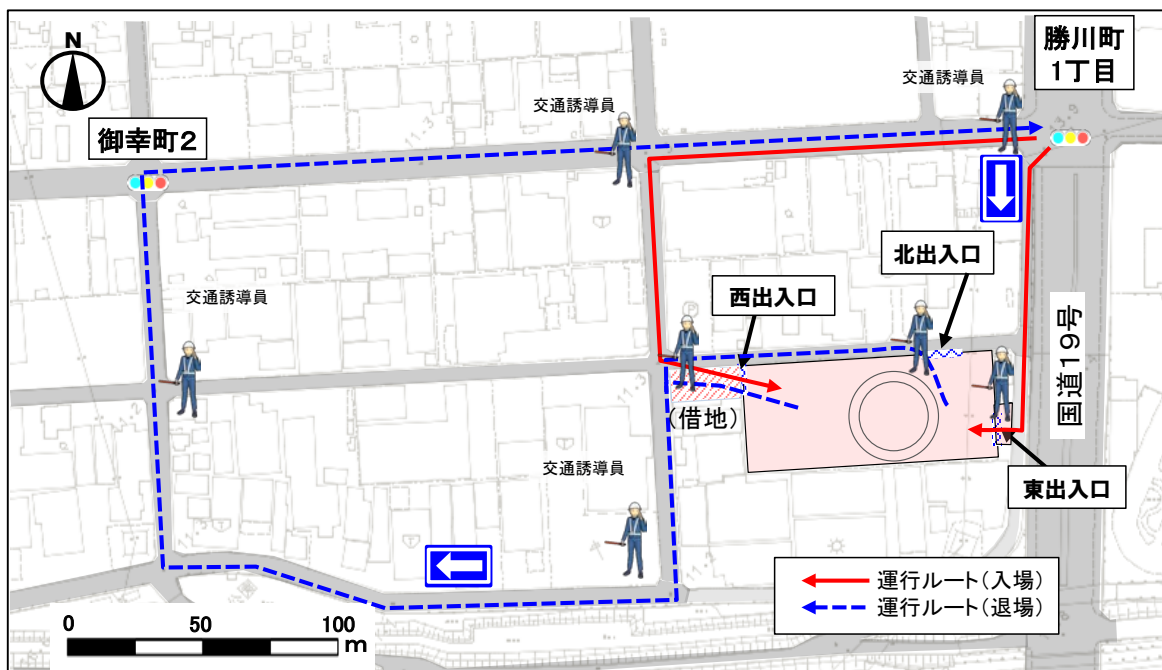 N
勝川町
1丁目
交通誘導員
交通誘導員
御幸町2
北出入口
西出入口
交通誘導員
国道19号
(借地)
東出入口
交通誘導員
運行ルート(入場)
運行ルート(退場)
0 50 100
m